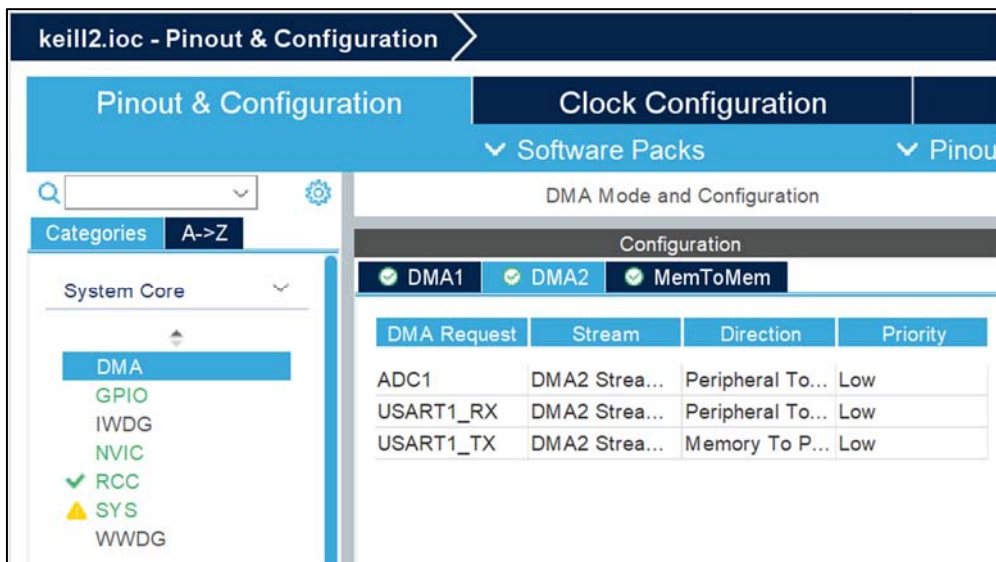 keill2.ioc - Pinout & Configuration
Pinout & Configuration
Clock Configuration
Software Packs
Pinou
DMA Mode and Configuration
Categories
A->Z
Configuration
System Core
DMA1
DMA2
MemToMem
DMA
GPIO
IWDG
NVIC
RCC
SYS
WWDG
DMA Request Stream Direction Priority
ADC1 DMA2 Strea... Peripheral To... Low
USART1_RX DMA2 Strea... Peripheral To... Low
USART1_TX DMA2 Strea... Memory To P... Low